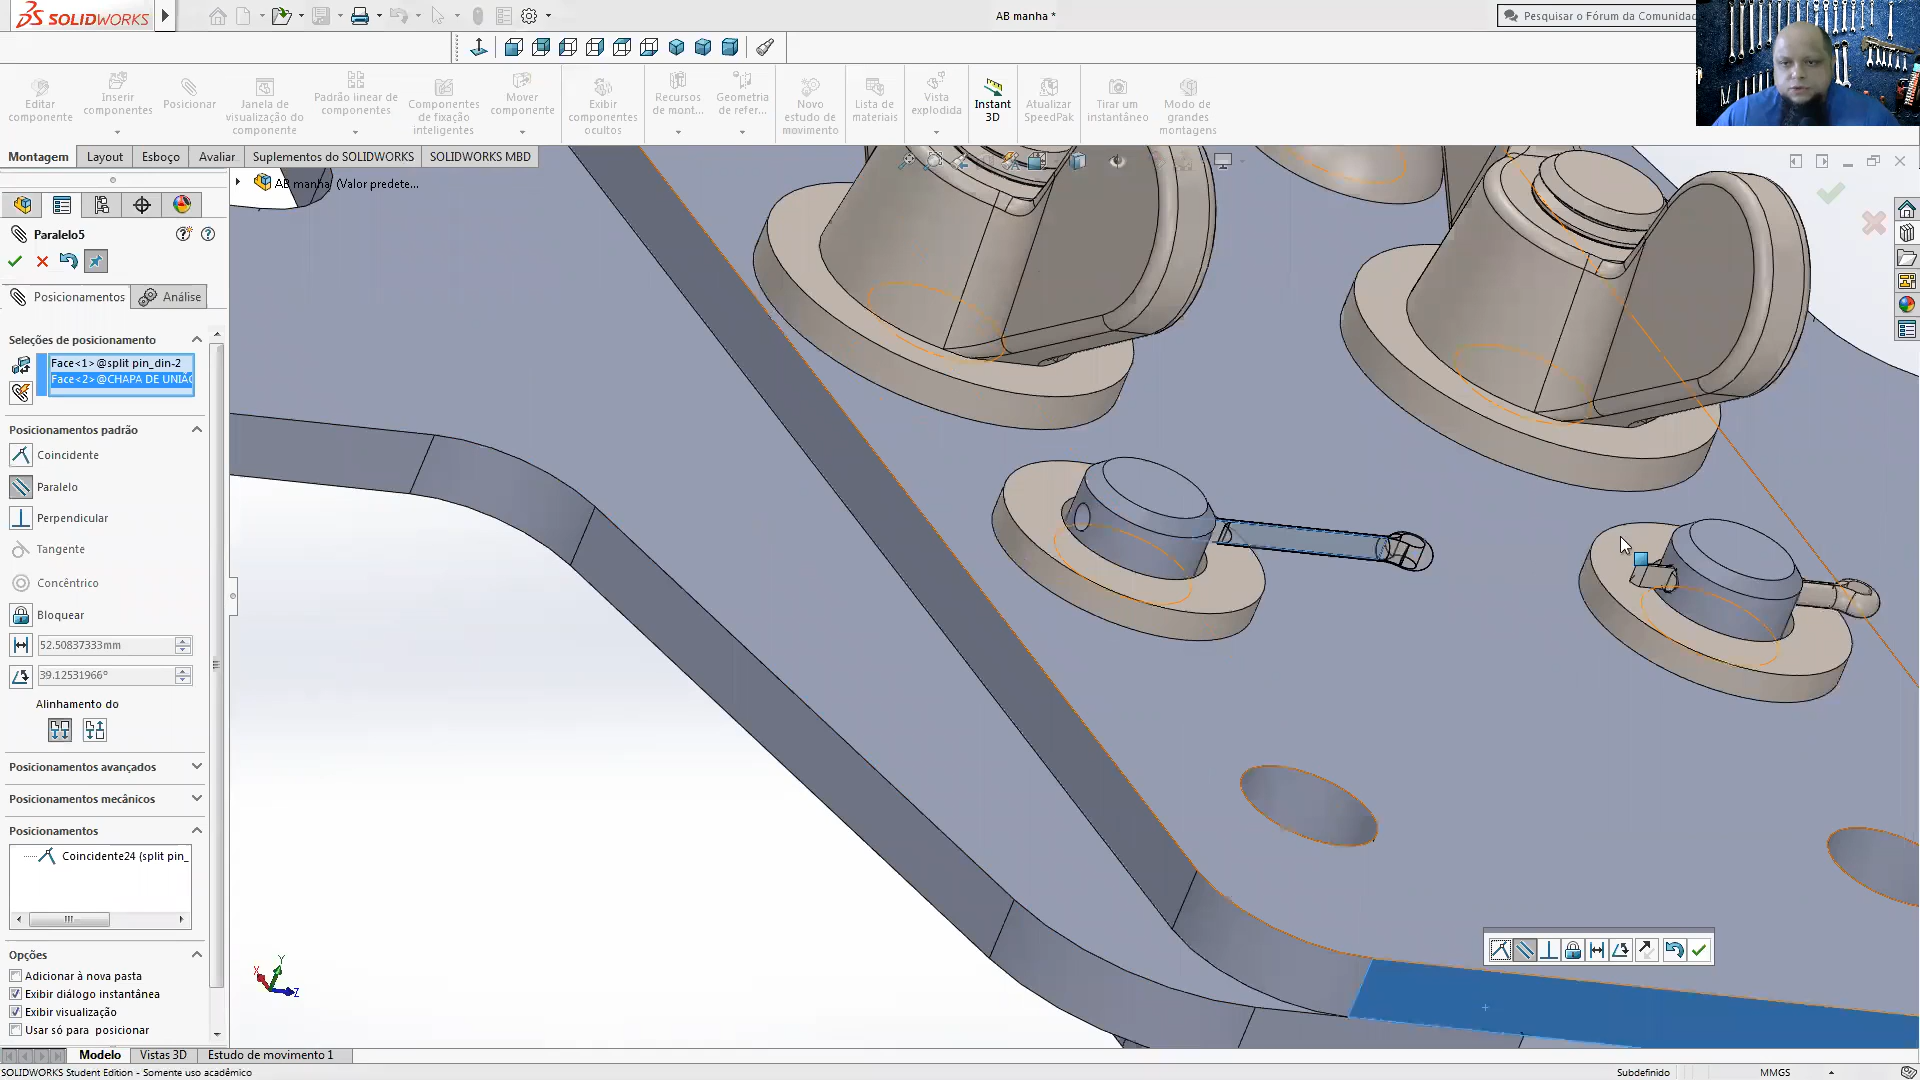 SOLIDWORKS
AB manha *
Pesquisar o Fórum da Comunidad
Editar componente
Inserir componentes
Posicionar
Janela de visualização do componente
Padrão linear de componentes
Componentes de fixação inteligentes
Mover componente
Exibir componentes ocultos
Recursos de mont...
Geometria de refer...
Novo estudo de movimento
Lista de materiais
Vista explodida
Instant 3D
Atualizar SpeedPak
Tirar um instantâneo
Modo de grandes montagens
Montagem
Layout
Esboço
Avaliar
Suplementos do SOLIDWORKS
SOLIDWORKS MBD
AB manha (Valor predete...
Paralelo5
Posicionamentos
Análise
Seleções de posicionamento
Face<1>@split pin_din-2
Face<2>@CHAPA DE UNIAO
Posicionamentos padrão
Coincidente
Paralelo
Perpendicular
Tangente
Concêntrico
Bloquear
52.50837333mm
39.12531966°
Alinhamento do
Posicionamentos avançados
Posicionamentos mecânicos
Posicionamentos
Coincidente24 (split pin_
Opções
Adicionar à nova pasta
Exibir diálogo instantânea
Exibir visualização
Usar só para posicionar
X
Y
Z
Modelo
Vistas 3D
Estudo de movimento 1
SOLIDWORKS Student Edition - Somente uso acadêmico
Subdefinido
MMGS